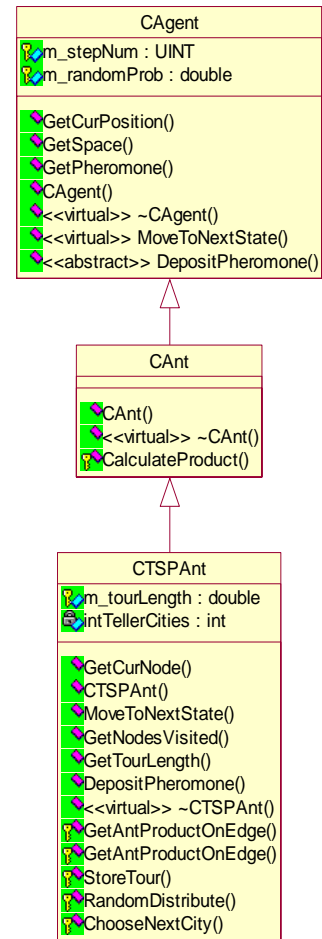 CAgent
m_stepNum : UINT
m_randomProb : double
GetCurPosition()
GetSpace()
GetPheromone()
CAgent()
<<virtual>> ~CAgent()
<<virtual>> MoveToNextState()
<<abstract>> DepositPheromone()
CAnt
CAnt()
<<virtual>> ~CAnt()
CalculateProduct()
CTSPAnt
m_tourLength : double
intTellerCities : int
GetCurNode()
CTSPAnt()
MoveToNextState()
GetNodesVisited()
GetTourLength()
DepositPheromone()
<<virtual>> ~CTSPAnt()
GetAntProductOnEdge()
GetAntProductOnEdge()
StoreTour()
RandomDistribute()
ChooseNextCity()